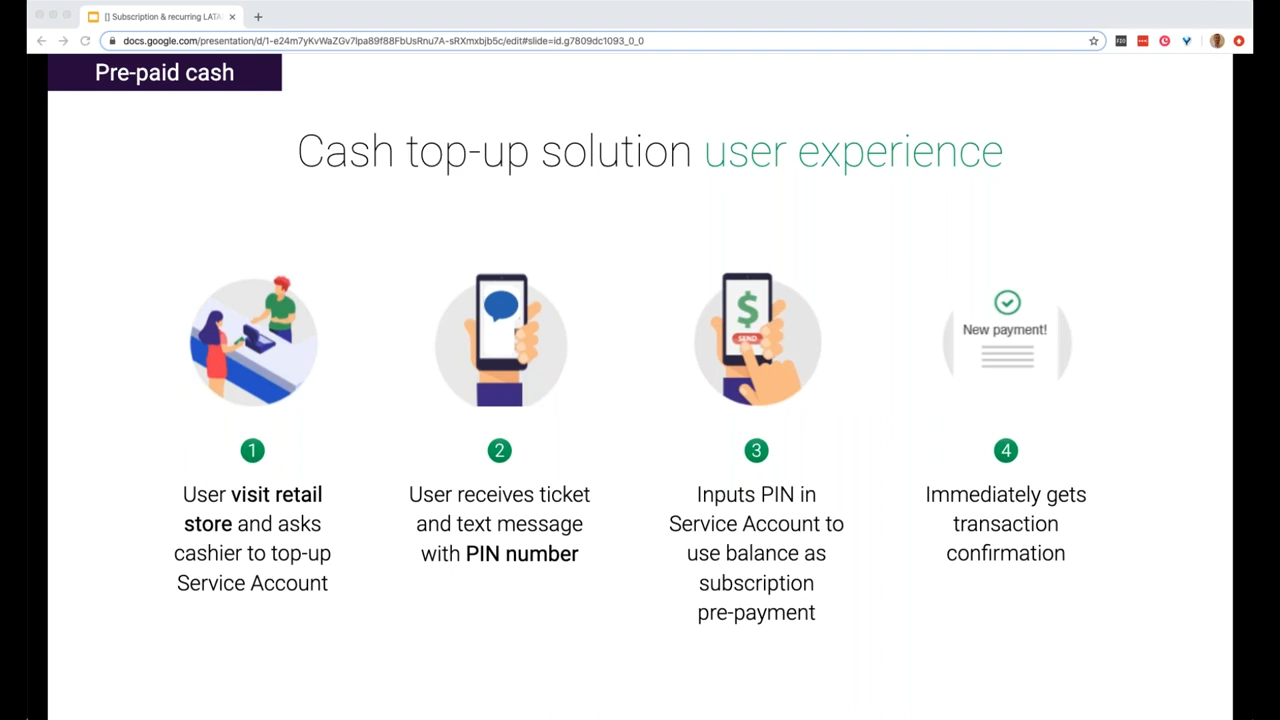 [] Subscription & recurring LATA
docs.google.com/presentation/d/1-e24m7yKvWaZGv7lpa89f88FbUsRnu7A-sRXmxbjb5c/edit#slide=id.g7809dc1093_0_0
Pre-paid cash
Cash top-up solution user experience
SEND
New payment!
1
User visit retail
store and asks
cashier to top-up
Service Account
2
User receives ticket
and text message
with PIN number
3
Inputs PIN in
Service Account to
use balance as
subscription
pre-payment
4
Immediately gets
transaction
confirmation